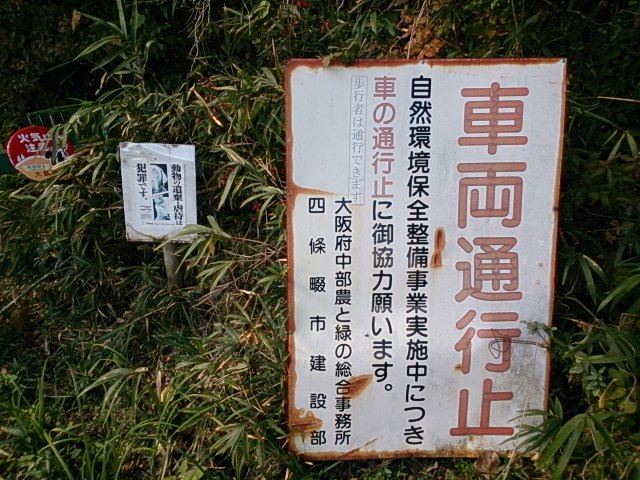 車両通行止
自然環境保全整備事業実施中につき
車の通行止に御協力願います。
歩行者は通行できます
大阪府中部農と緑の総合事務所
四條畷市建設部
動物の遺棄・虐待は
犯罪です。
火気
注意